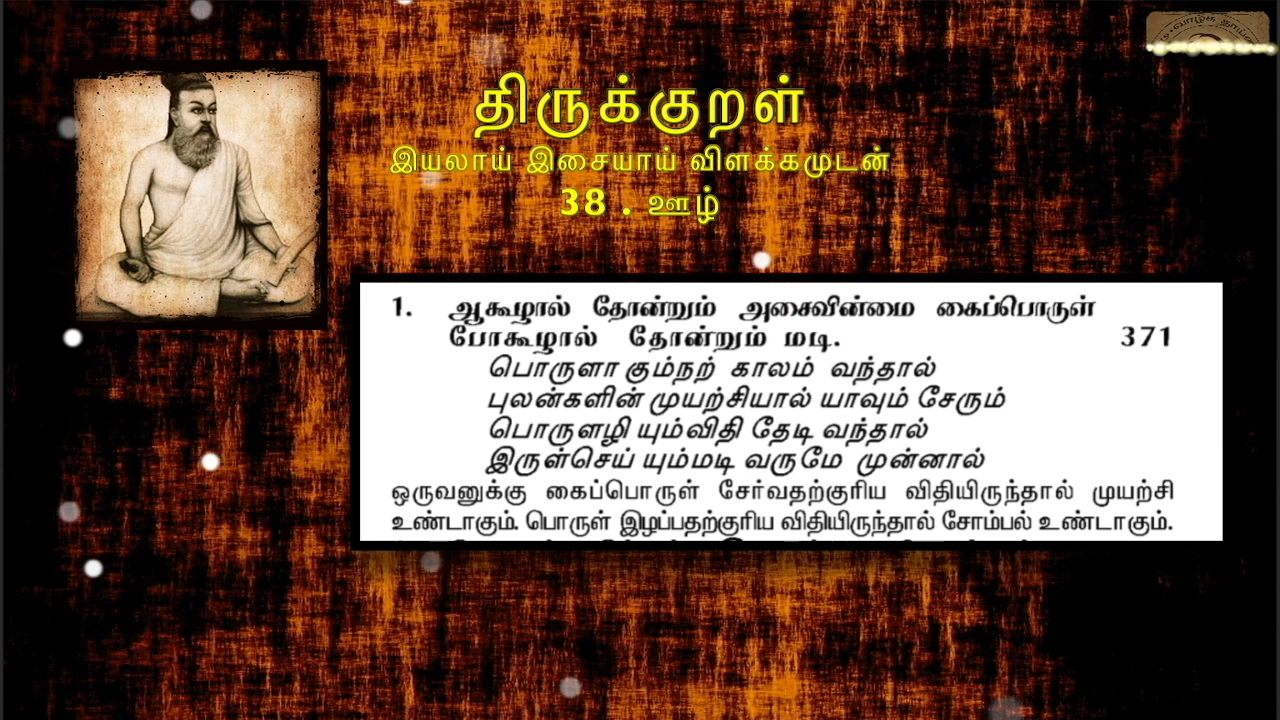 திருக்குறள்
இயலாய் இசையாய் விளக்கமுடன்
38 . ஊழ்
1. ஆகூழால் தோன்றும் அசைவின்மை கைப்பொருள்
போகூழால் தோன்றும் மடி. 371
பொருளா கும்நற் காலம் வந்தால்
புலன்களின் முயற்சியால் யாவும் சேரும்
பொருளழி யும்விதி தேடி வந்தால்
இருள்செய் யும்மடி வருமே முன்னால்
ஒருவனுக்கு கைப்பொருள் சேர்வதற்குரிய விதியிருந்தால் முயற்சி
உண்டாகும். பொருள் இழப்பதற்குரிய விதியிருந்தால் சோம்பல் உண்டாகும்.